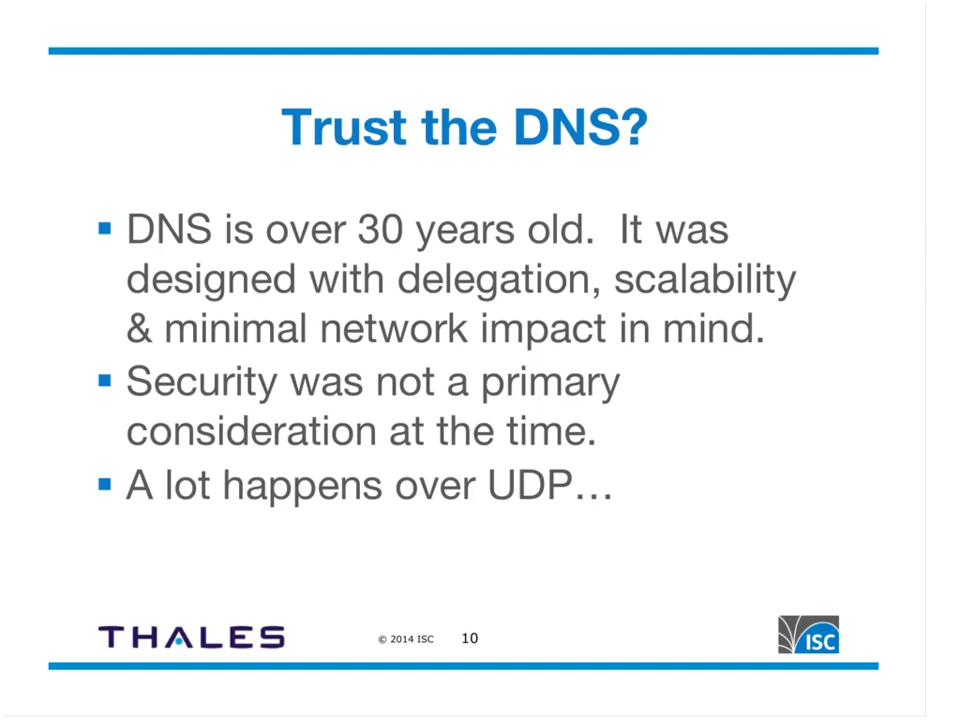 Trust the DNS?
▪ DNS is over 30 years old.  It was
designed with delegation, scalability
& minimal network impact in mind.
▪ Security was not a primary
consideration at the time.
▪ A lot happens over UDP…
THALES
© 2014 ISC
10
ISC